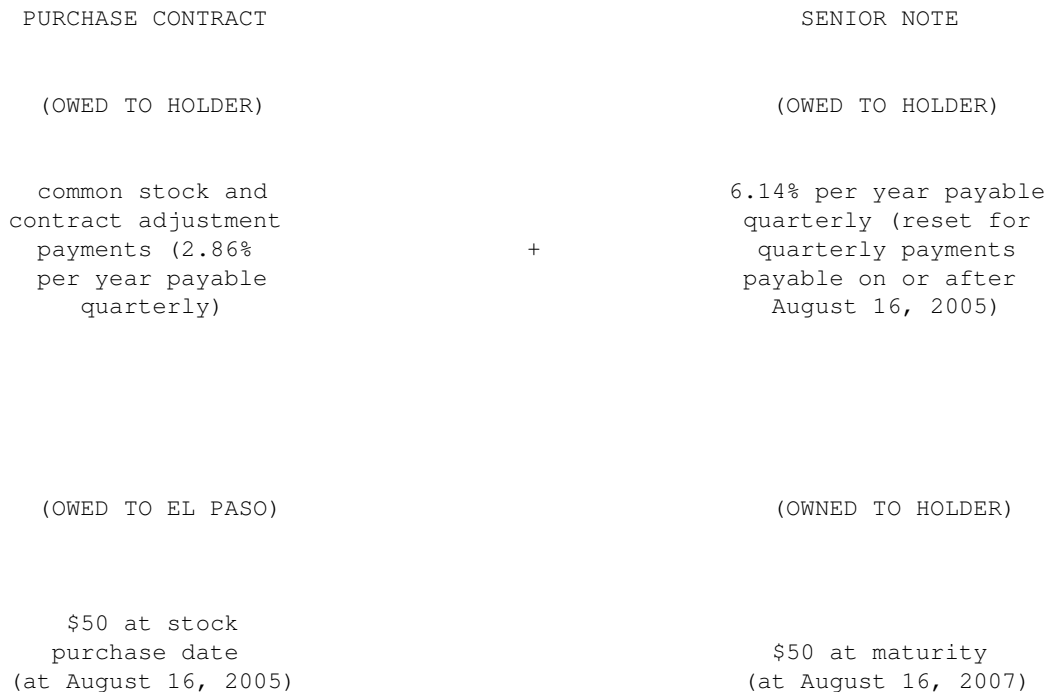 PURCHASE CONTRACT
SENIOR NOTE
(OWED TO HOLDER)
(OWED TO HOLDER)
common stock and
contract adjustment
payments (2.86%
per year payable
quarterly)
+
6.14% per year payable
quarterly (reset for
quarterly payments
payable on or after
August 16, 2005)
(OWED TO EL PASO)
(OWNED TO HOLDER)
$50 at stock
purchase date
(at August 16, 2005)
$50 at maturity
(at August 16, 2007)